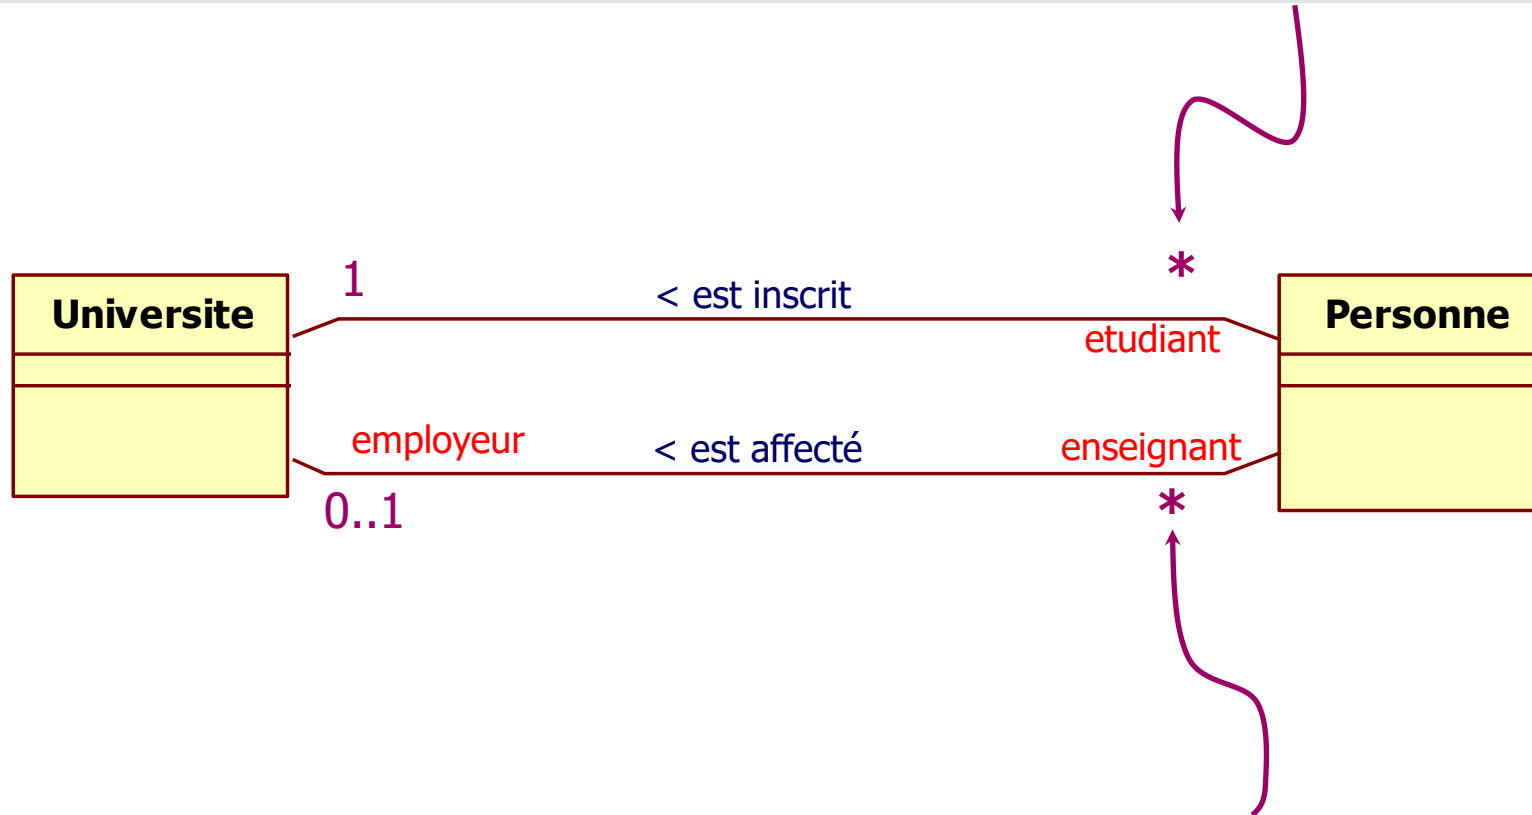 1
*
< est inscrit
Universite
Personne
etudiant
employeur
< est affecté
enseignant
0..1
*